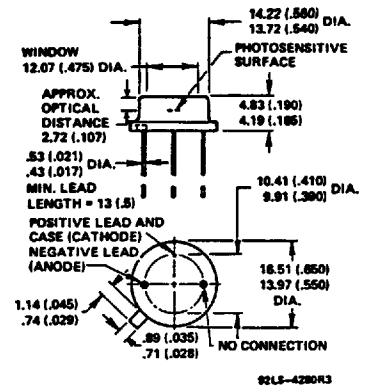 14.22 (.560)
13.72 (.540) DIA.
WINDOW
12.07 (.475) DIA.
PHOTOSENSITIVE
SURFACE
APPROX.
OPTICAL
DISTANCE
2.72 (.107)
4.83 (.190)
4.19 (.165)
.53 (.021)
.43 (.017) DIA.
MIN. LEAD
LENGTH = 13 (.5)
10.41 (.410)
9.91 (.390) DIA.
POSITIVE LEAD AND
CASE (CATHODE)
NEGATIVE LEAD
(ANODE)
16.51 (.650)
13.97 (.550)
DIA.
1.14 (.045)
.74 (.029)
.89 (.035)
.71 (.028)
NO CONNECTION
92LS-4280R3